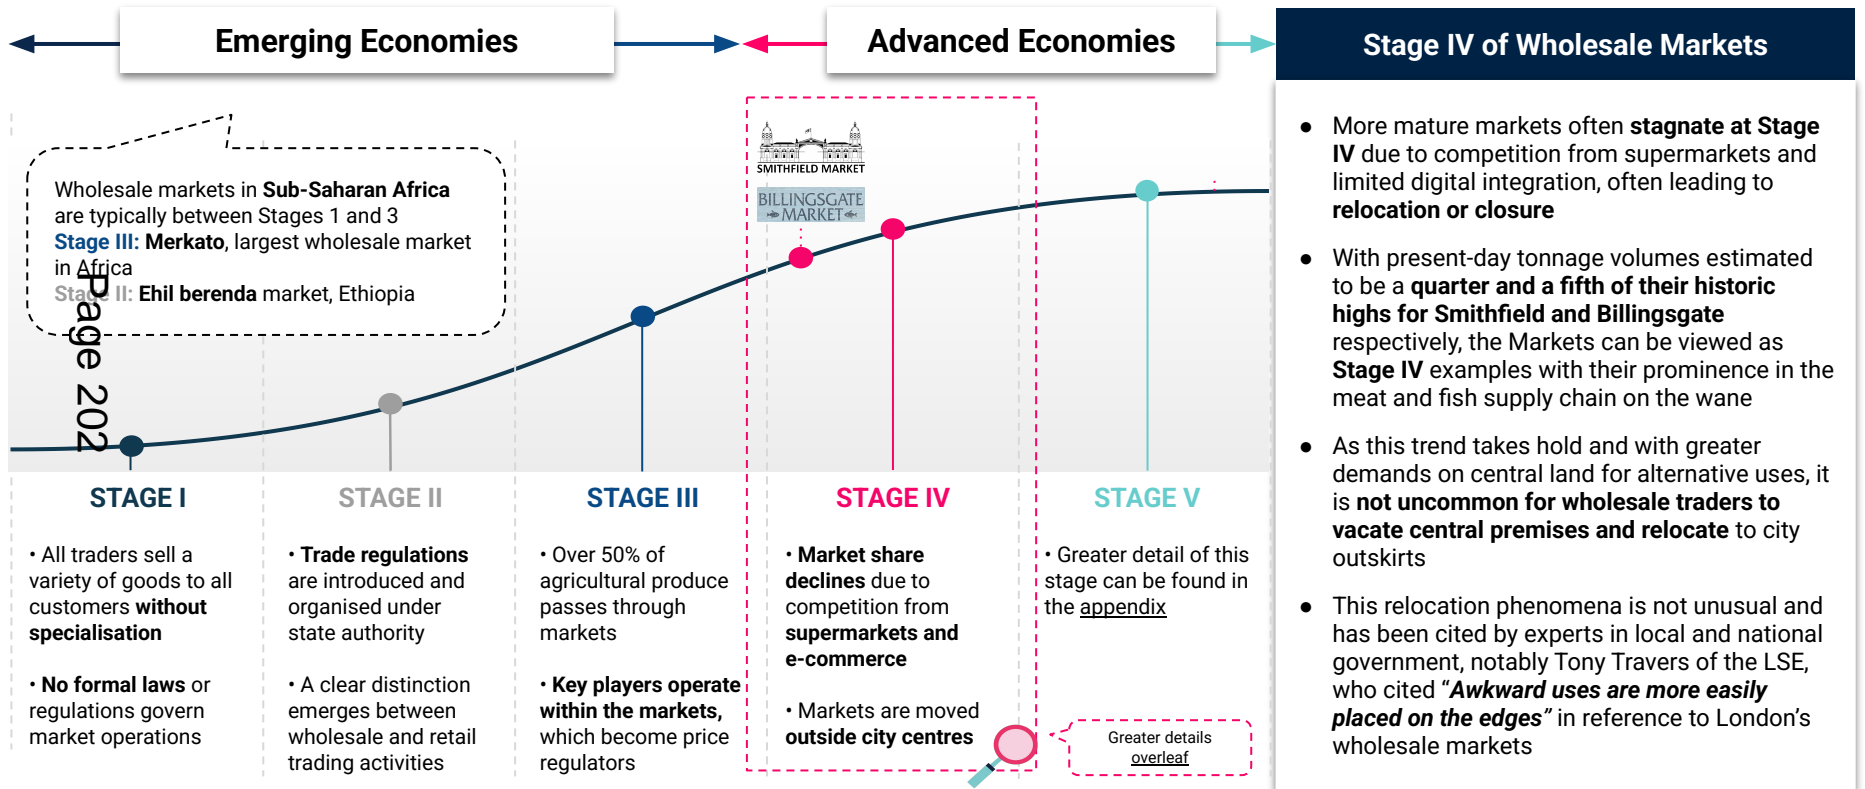 Emerging Economies
Advanced Economies
Stage IV of Wholesale Markets
Wholesale markets in Sub-Saharan Africa
are typically between Stages 1 and 3
Stage III: Merkato, largest wholesale market
in Africa
Stage II: Ehil berenda market, Ethiopia
Page 202
SMITHFIELD MARKET
BILLINGSGATE
MARKET
STAGE I
• All traders sell a
variety of goods to all
customers without
specialisation
• No formal laws or
regulations govern
market operations
STAGE II
• Trade regulations
are introduced and
organised under
state authority
• A clear distinction
emerges between
wholesale and retail
trading activities
STAGE III
• Over 50% of
agricultural produce
passes through
markets
• Key players operate
within the markets,
which become price
regulators
STAGE IV
• Market share
declines due to
competition from
supermarkets and
e-commerce
• Markets are moved
outside city centres
STAGE V
• Greater detail of this
stage can be found in
the appendix
Greater details
overleaf
● More mature markets often stagnate at Stage
IV due to competition from supermarkets and
limited digital integration, often leading to
relocation or closure
● With present-day tonnage volumes estimated
to be a quarter and a fifth of their historic
highs for Smithfield and Billingsgate
respectively, the Markets can be viewed as
Stage IV examples with their prominence in the
meat and fish supply chain on the wane
● As this trend takes hold and with greater
demands on central land for alternative uses, it
is not uncommon for wholesale traders to
vacate central premises and relocate to city
outskirts
● This relocation phenomena is not unusual and
has been cited by experts in local and national
government, notably Tony Travers of the LSE,
who cited “Awkward uses are more easily
placed on the edges” in reference to London’s
wholesale markets